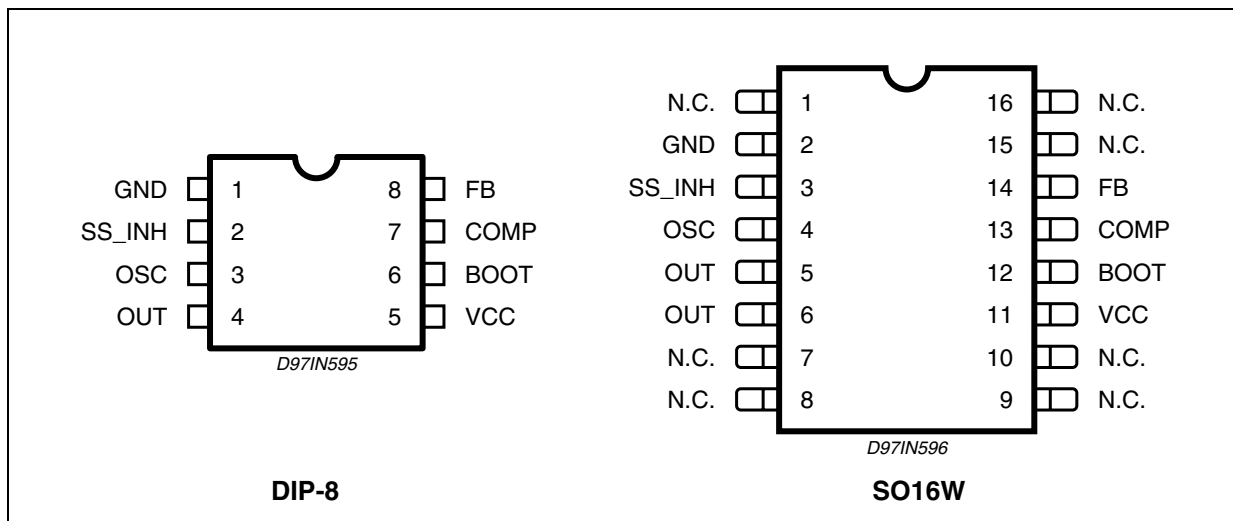 GND 1 8 FB
SS_INH 2 7 COMP
OSC 3 6 BOOT
OUT 4 5 VCC
D97IN595
DIP-8
N.C. 1 16 N.C.
GND 2 15 N.C.
SS_INH 3 14 FB
OSC 4 13 COMP
OUT 5 12 BOOT
OUT 6 11 VCC
N.C. 7 10 N.C.
N.C. 8 9 N.C.
D97IN596
SO16W